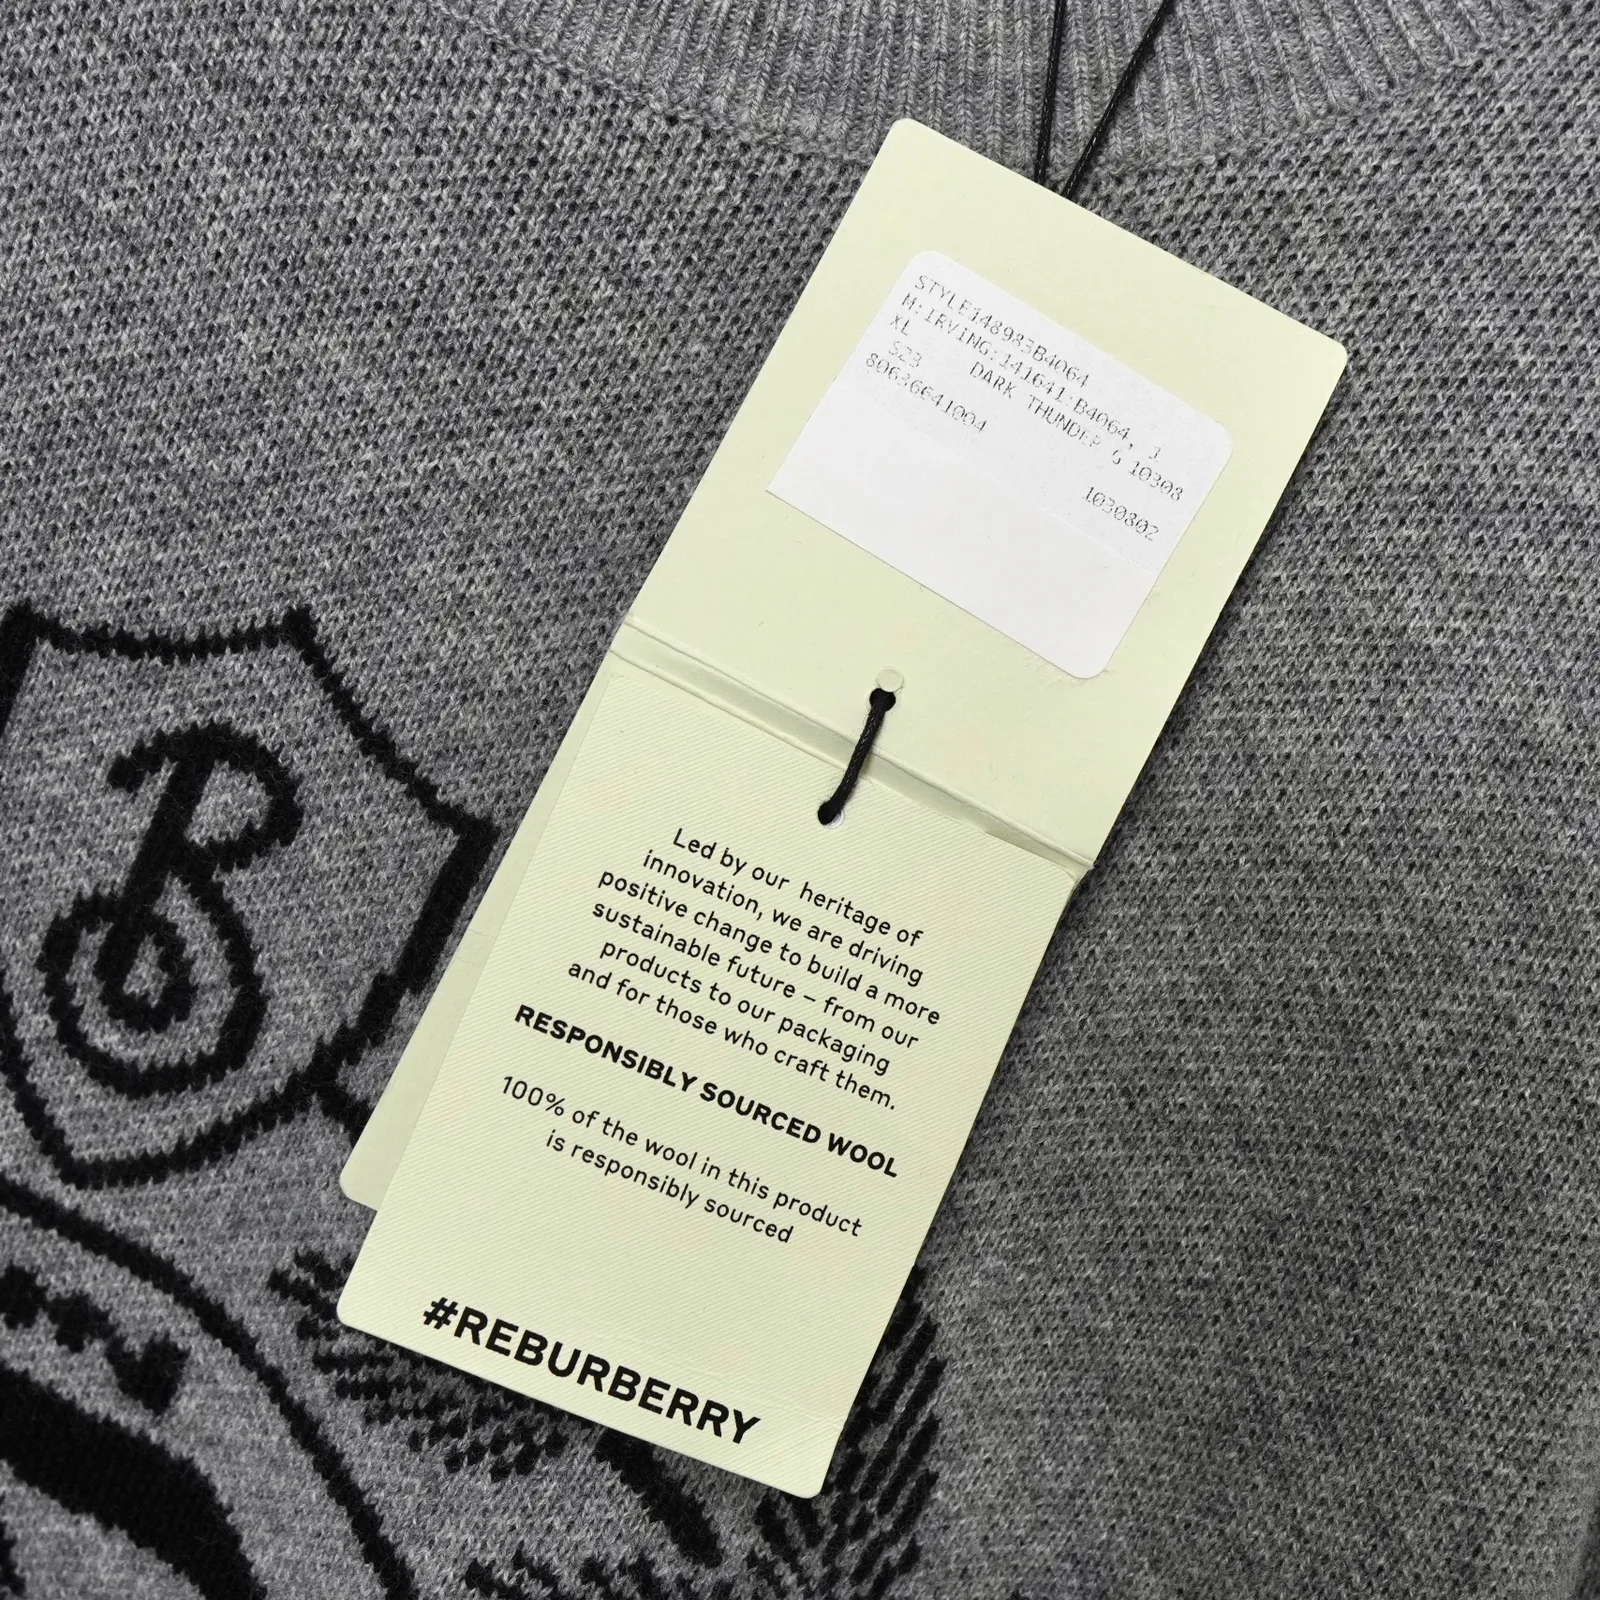 STYLE148983B4064
M:IRVING:141641:B4064, 1
XL DARK THUNDER G 10308
S23 1030802
80636641004
Led by our heritage of
innovation, we are driving
positive change to build a more
sustainable future – from our
products to our packaging
and for those who craft them.
RESPONSIBLY SOURCED WOOL
100% of the wool in this product
is responsibly sourced
#REBURBERRY
B